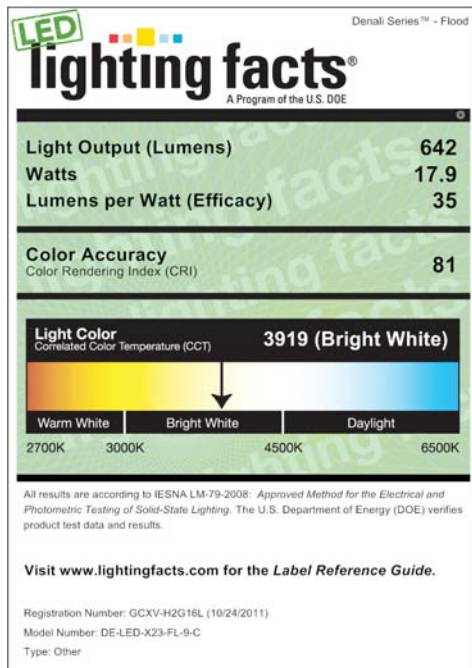 Denali Series™ - Flood
LED
lighting facts®
A Program of the U.S. DOE
Light Output (Lumens) 642
Watts 17.9
Lumens per Watt (Efficacy) 35
Color Accuracy
Color Rendering Index (CRI) 81
Light Color
Correlated Color Temperature (CCT) 3919 (Bright White)
Warm White Bright White Daylight
2700K 3000K 4500K 6500K
All results are according to IESNA LM-79-2008: Approved Method for the Electrical and
Photometric Testing of Solid-State Lighting. The U.S. Department of Energy (DOE) verifies
product test data and results.
Visit www.lightingfacts.com for the Label Reference Guide.
Registration Number: GCXV-H2G16L (10/24/2011)
Model Number: DE-LED-X23-FL-9-C
Type: Other